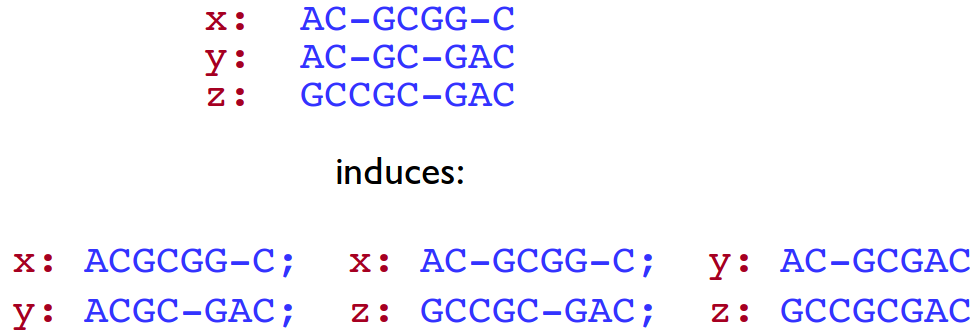 x: AC-GCGG-C
y: AC-GC-GAC
z: GCCGC-GAC
induces:
x: ACGCGG-C; x: AC-GCGG-C; y: AC-GCGAC
y: ACGC-GAC; z: GCCGC-GAC; z: GCCGCGAC